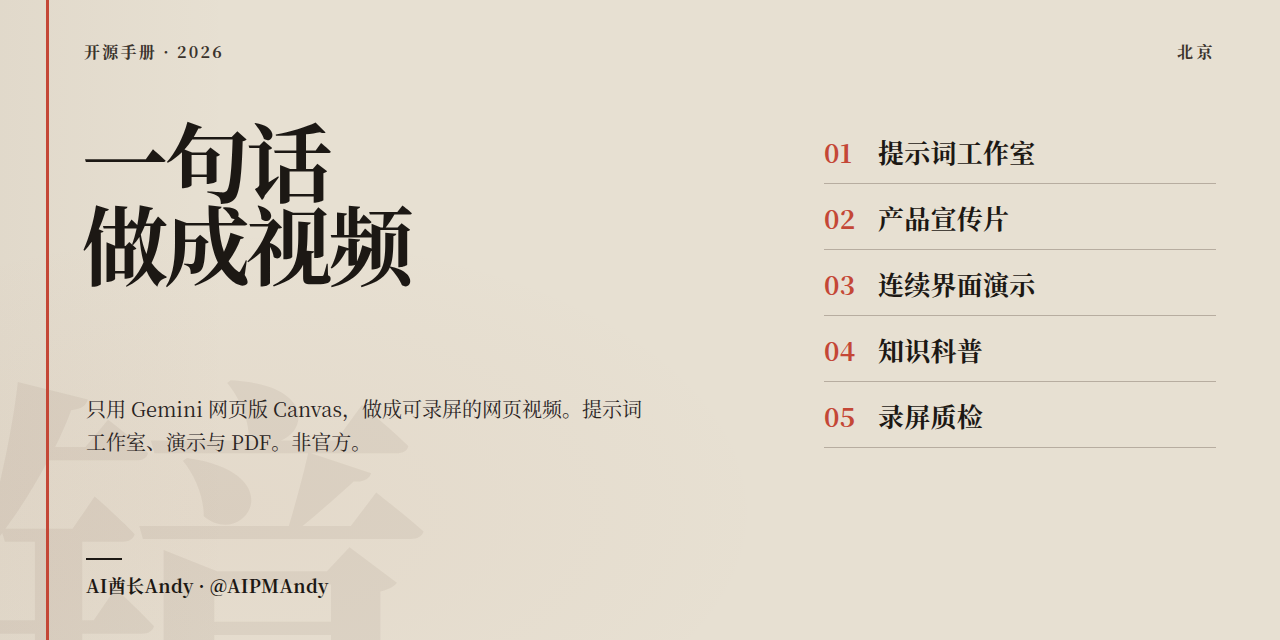 开源手册 · 2026
北京
一句话
做成视频
只用 Gemini 网页版 Canvas，做成可录屏的网页视频。提示词
工作室、演示与 PDF。非官方。
AI酋长Andy · @AIPMAndy
01 提示词工作室
02 产品宣传片
03 连续界面演示
04 知识科普
05 录屏质检
镜